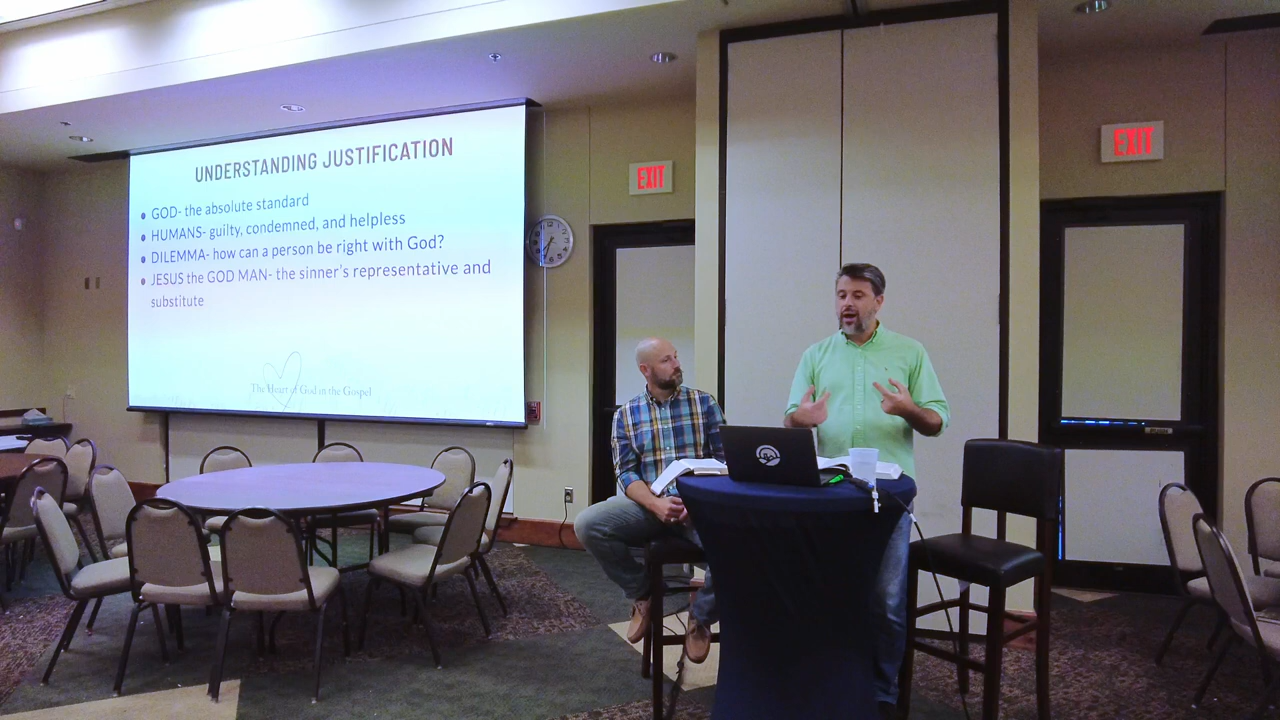 UNDERSTANDING JUSTIFICATION
GOD- the absolute standard
HUMANS- guilty, condemned, and helpless
DILEMMA- how can a person be right with God?
JESUS the GOD MAN- the sinner's representative and
substitute
The Heart of God in the Gospel
EXIT
EXIT